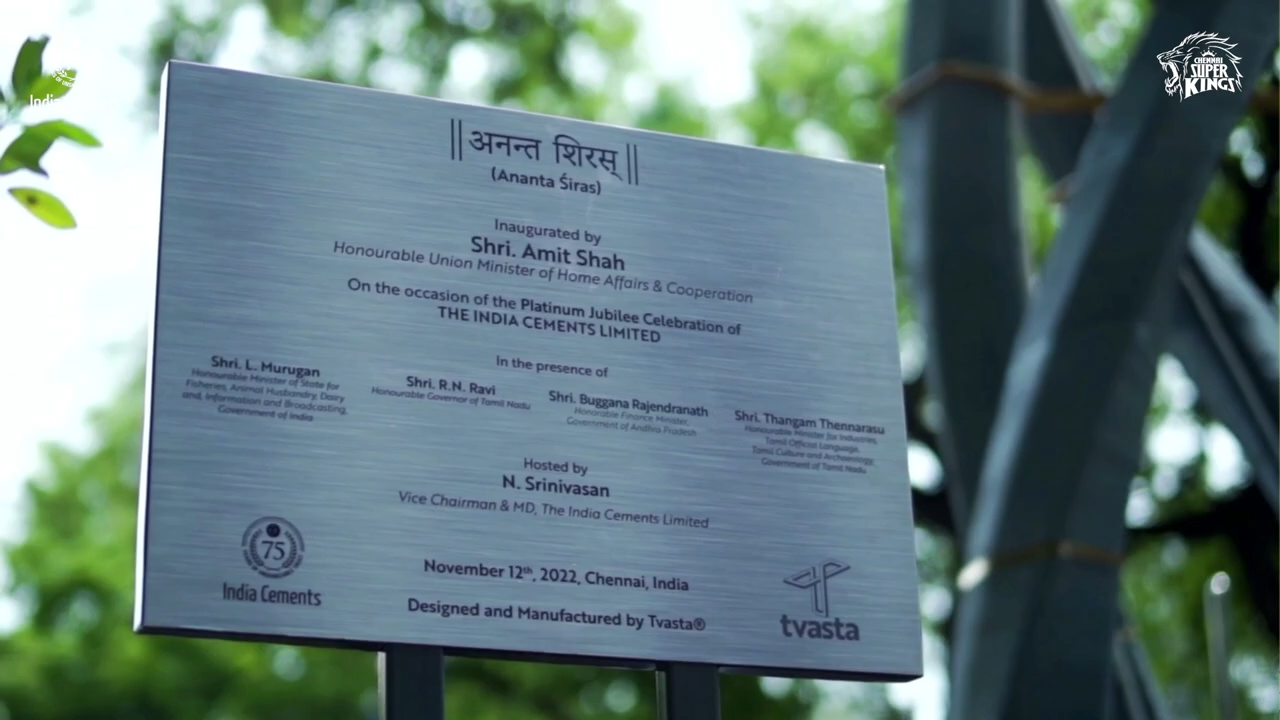 CHENNAI
SUPER
KINGS
||अनन्त शिरस्||
(Ananta Śiras)
Inaugurated by
Shri. Amit Shah
Honourable Union Minister of Home Affairs & Cooperation
On the occasion of the Platinum Jubilee Celebration of
THE INDIA CEMENTS LIMITED
In the presence of
Shri. L. Murugan
Honourable Minister of State for
Fisheries, Animal Husbandry, Dairy
and, Information and Broadcasting,
Government of India
Shri. R.N. Ravi
Honourable Governor of Tamil Nadu
Shri. Buggana Rajendranath
Honorable Finance Minister,
Government of Andhra Pradesh
Shri. Thangam Thennarasu
Honourable Minister for Industries,
Tamil Official Language,
Tamil Culture and Archaeology,
Government of Tamil Nadu
Hosted by
N. Srinivasan
Vice Chairman & MD, The India Cements Limited
75
India Cements
November 12th, 2022, Chennai, India
Designed and Manufactured by Tvasta®
tvasta